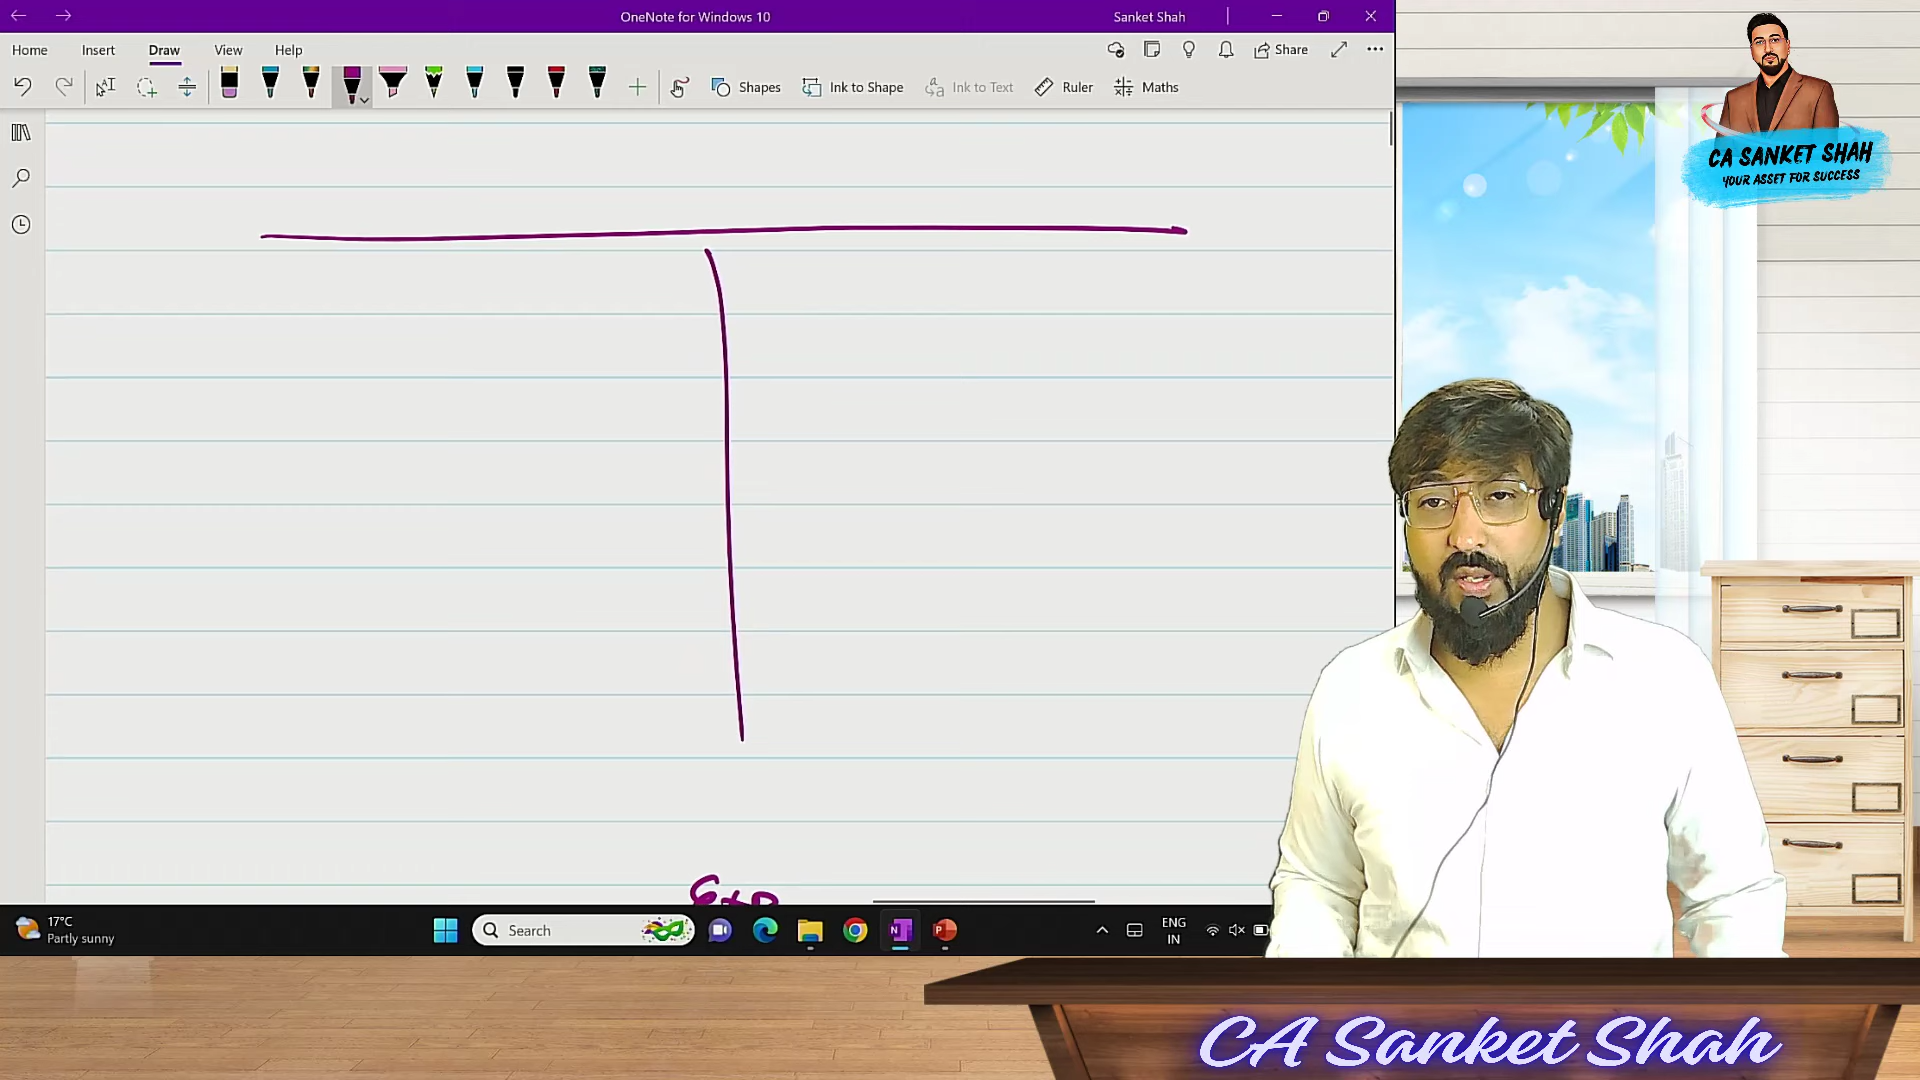 OneNote for Windows 10
Sanket Shah
Home Insert Draw View Help
Share
Shapes Ink to Shape Ink to Text Ruler Maths
CA SANKET SHAH
YOUR ASSET FOR SUCCESS
17°C
Partly sunny
Search
ENG
IN
CA Sanket Shah